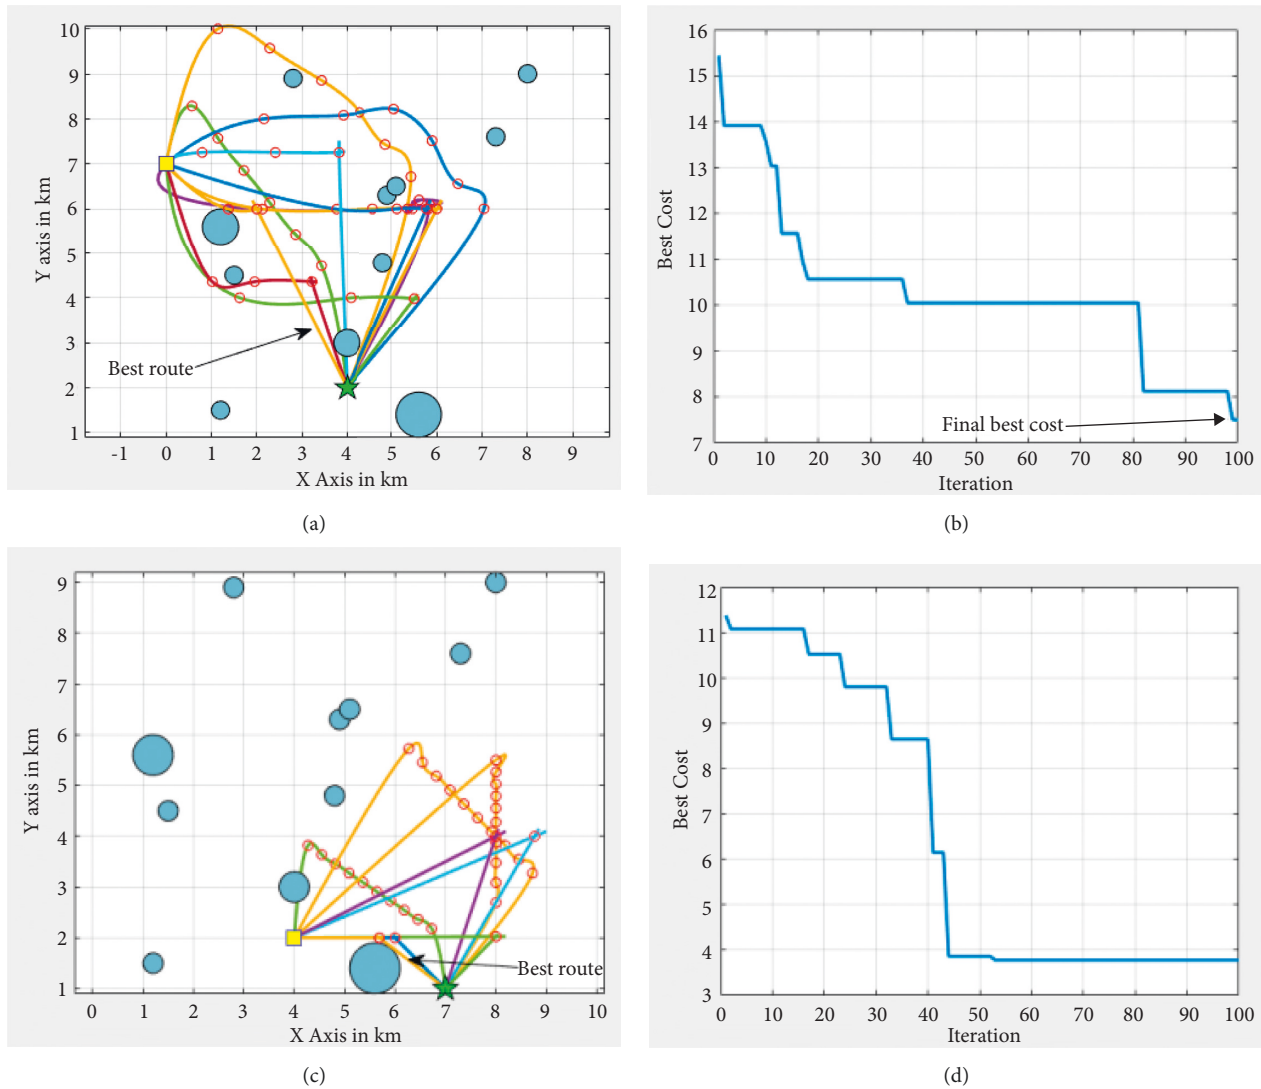 10
9
8
7
6
5
4
3
2
1
Y axis in km
Best route
-1 0 1 2 3 4 5 6 7 8 9
X Axis in km
(a)
16
15
14
13
12
11
10
9
8
7
Best Cost
Final best cost
0 10 20 30 40 50 60 70 80 90 100
Iteration
(b)
9
8
7
6
5
4
3
2
1
Y axis in km
Best route
0 1 2 3 4 5 6 7 8 9 10
X Axis in km
(c)
12
11
10
9
8
7
6
5
4
3
Best Cost
0 10 20 30 40 50 60 70 80 90 100
Iteration
(d)